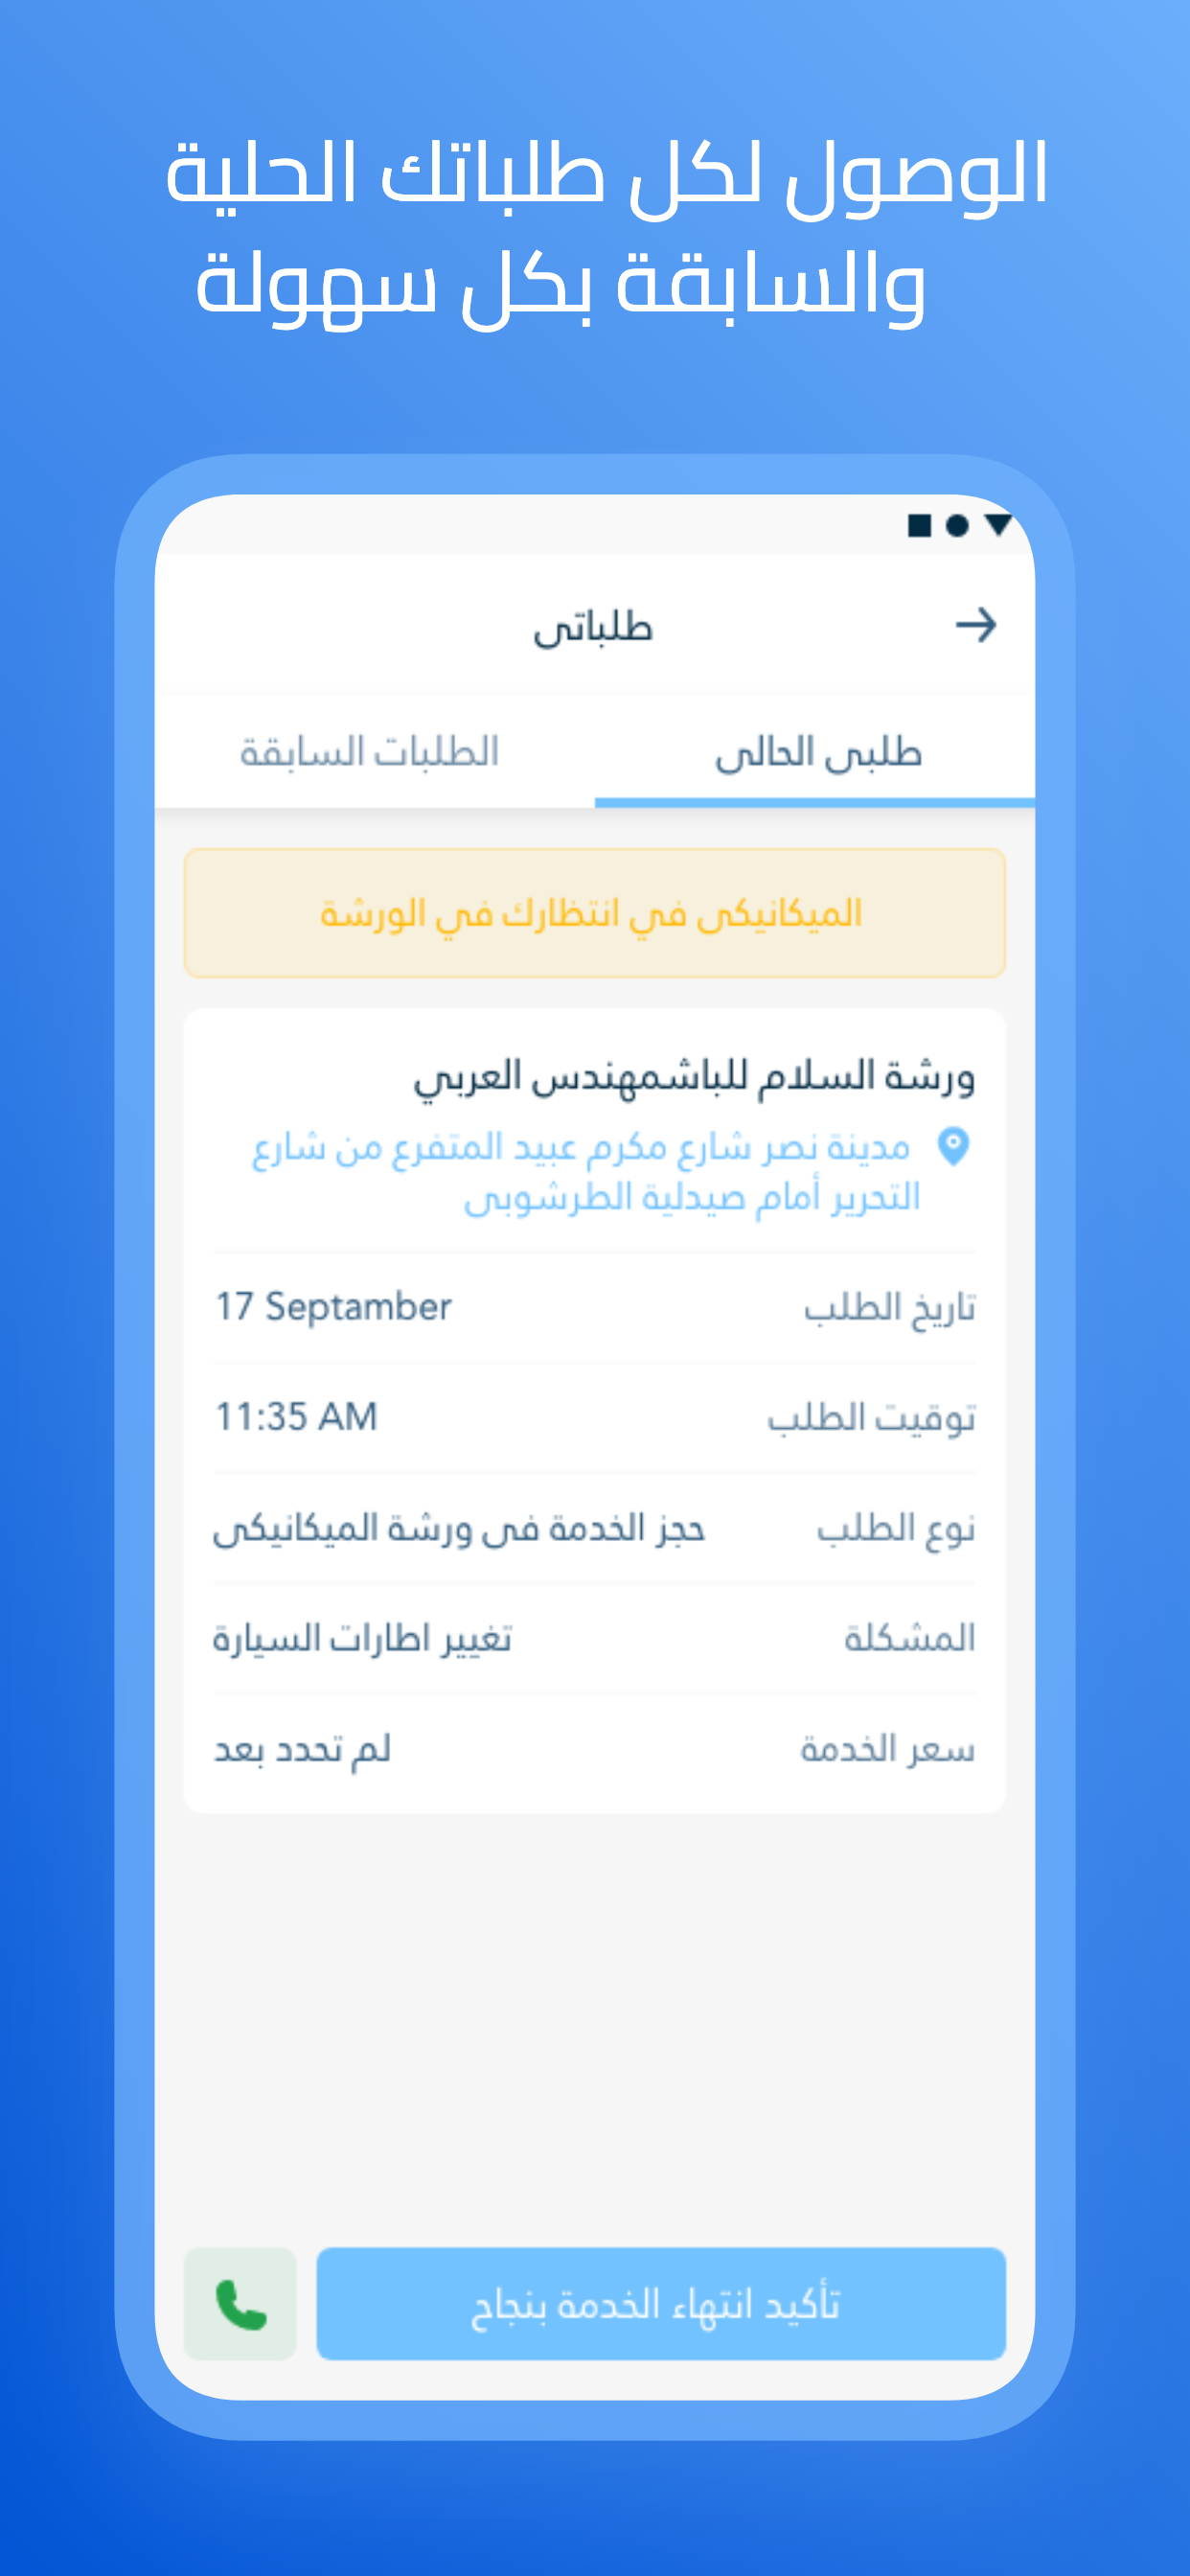 الوصول لكل طلباتك الحلية
والسابقة بكل سهولة
طلباتى
طلبى الحالى
الطلبات السابقة
الميكانيكى في انتظارك في الورشة
ورشة السلام للباشمهندس العربي
مدينة نصر شارع مكرم عبيد المتفرع من شارع
التحرير أمام صيدلية الطرشوبى
تاريخ الطلب 17 Septamber
توقيت الطلب 11:35 AM
نوع الطلب حجز الخدمة فى ورشة الميكانيكى
المشكلة تغيير اطارات السيارة
سعر الخدمة لم تحدد بعد
تأكيد انتهاء الخدمة بنجاح